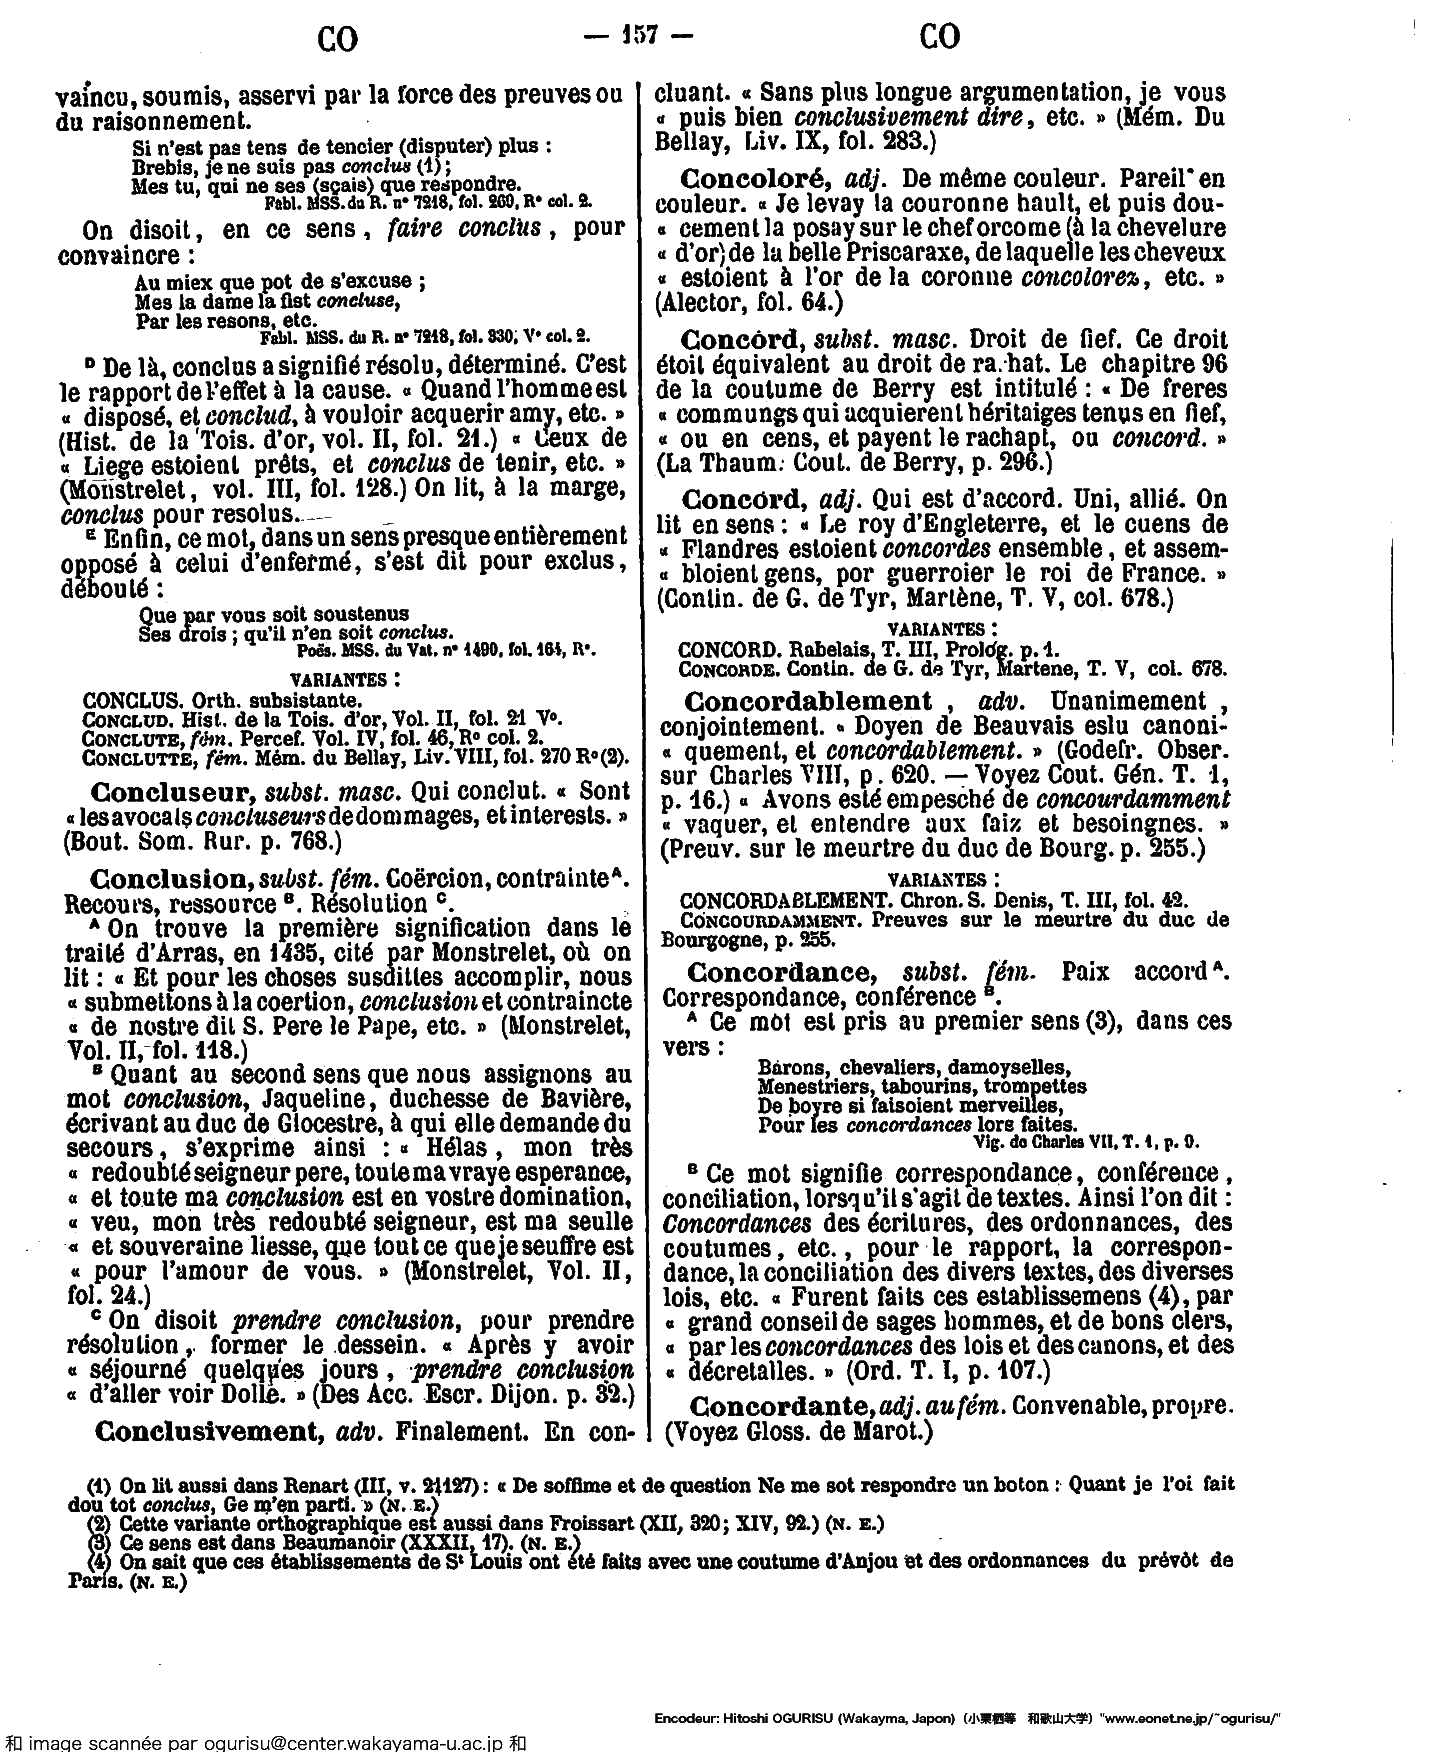 CO — 157 — CO
vaincu, soumis, asservi par la force des preuves ou
du raisonnement.
Si n'est pas tens de tencier (disputer) plus :
Brebis, je ne suis pas conclus (1) ;
Mes tu, qui ne ses (sçais) que respondre.
Fabl. MSS. du R. n° 7218, fol. 260, R° col. 2.
On disoit, en ce sens, faire conclus, pour
convaincre :
Au miex que pot de s'excuse ;
Mes la dame la fist concluse,
Par les resons, etc.
Fabl. MSS. du R. n° 7218, fol. 330, V° col. 2.
D De là, conclus a signifié résolu, déterminé. C'est
le rapport de l'effet à la cause. « Quand l'homme est
« disposé, et conclud, à vouloir acquerir amy, etc. »
(Hist. de la Tois. d'or, vol. II, fol. 21.) « Ceux de
« Liege estoient prêts, et conclus de tenir, etc. »
(Monstrelet, vol. III, fol. 128.) On lit, à la marge,
conclus pour resolus.
E Enfin, ce mot, dans un sens presque entièrement
opposé à celui d'enfermé, s'est dit pour exclus,
débouté :
Que par vous soit soustenus
Ses drois ; qu'il n'en soit conclus.
Poës. MSS. du Vat. n° 1490, fol. 164, R°.
VARIANTES :
CONCLUS. Orth. subsistante.
CONCLUD. Hist. de la Tois. d'or, Vol. II, fol. 21 V°.
CONCLUTE, fém. Percef. Vol. IV, fol. 46, R° col. 2.
CONCLUTTE, fém. Mém. du Bellay, Liv. VIII, fol. 270 R° (2).
Concluseur, subst. masc. Qui conclut. « Sont
« les avocats concluseurs de dommages, et interests. »
(Bout. Som. Rur. p. 768.)
Conclusion, subst. fém. Coërcion, contrainte A.
Recours, ressource B. Résolution C.
A On trouve la première signification dans le
traité d'Arras, en 1435, cité par Monstrelet, où on
lit : « Et pour les choses susdittes accomplir, nous
« submettons à la coertion, conclusion et contraincte
« de nostre dit S. Pere le Pape, etc. » (Monstrelet,
Vol. II, fol. 118.)
B Quant au second sens que nous assignons au
mot conclusion, Jaqueline, duchesse de Bavière,
écrivant au duc de Glocestre, à qui elle demande du
secours, s'exprime ainsi : « Hélas, mon très
« redoubté seigneur pere, toute ma vraye esperance,
« et toute ma conclusion est en vostre domination,
« veu, mon très redoubté seigneur, est ma seulle
« et souveraine liesse, que tout ce que je seuffre est
« pour l'amour de vous. » (Monstrelet, Vol. II,
fol. 24.)
C On disoit prendre conclusion, pour prendre
résolution, former le dessein. « Après y avoir
« séjourné quelques jours, prendre conclusion
« d'aller voir Dolle. » (Des Acc. Escr. Dijon. p. 32.)
Conclusivement, adv. Finalement. En con-
cluant. « Sans plus longue argumentation, je vous
« puis bien conclusivement dire, etc. » (Mém. Du
Bellay, Liv. IX, fol. 283.)
Concoloré, adj. De même couleur. Pareil en
couleur. « Je levay la couronne hault, et puis dou-
« cement la posay sur le chef orcome (à la chevelure
« d'or) de la belle Priscaraxe, de laquelle les cheveux
« estoient à l'or de la coronne concolorez, etc. »
(Alector, fol. 64.)
Concord, subst. masc. Droit de fief. Ce droit
étoit équivalent au droit de rachat. Le chapitre 96
de la coutume de Berry est intitulé : « De freres
« commungs qui acquierent héritaiges tenus en fief,
« ou en cens, et payent le rachapt, ou concord. »
(La Thaum. Cout. de Berry, p. 296.)
Concord, adj. Qui est d'accord. Uni, allié. On
lit en sens : « Le roy d'Engleterre, et le cuens de
« Flandres estoient concordes ensemble, et assem-
« bloient gens, por guerroier le roi de France. »
(Contin. de G. de Tyr, Martène, T. V, col. 678.)
VARIANTES :
CONCORD. Rabelais, T. III, Prolog. p. 1.
CONCORDE. Contin. de G. de Tyr, Martene, T. V, col. 678.
Concordablement, adv. Unanimement,
conjointement. « Doyen de Beauvais eslu canoni-
« quement, et concordablement. » (Godefr. Obser.
sur Charles VIII, p. 620. — Voyez Cout. Gén. T. 1,
p. 16.) « Avons esté empesché de concourdamment
« vaquer, et entendre aux faiz et besoingnes. »
(Preuv. sur le meurtre du duc de Bourg. p. 255.)
VARIANTES :
CONCORDABLEMENT. Chron. S. Denis, T. III, fol. 42.
CONCOURDAMMENT. Preuves sur le meurtre du duc de
Bourgogne, p. 255.
Concordance, subst. fém. Paix accord A.
Correspondance, conférence B.
A Ce mot est pris au premier sens (3), dans ces
vers :
Barons, chevaliers, damoyselles,
Menestriers, tabourins, trompettes
De boyre si faisoient merveilles,
Pour les concordances lors faites.
Vig. de Charles VII, T. 1, p. 9.
B Ce mot signifie correspondance, conférence,
conciliation, lorsqu'il s'agit de textes. Ainsi l'on dit :
Concordances des écritures, des ordonnances, des
coutumes, etc., pour le rapport, la correspon-
dance, la conciliation des divers textes, des diverses
lois, etc. « Furent faits ces establissemens (4), par
« grand conseil de sages hommes, et de bons clers,
« par les concordances des lois et des canons, et des
« décretalles. » (Ord. T. I, p. 107.)
Concordante, adj. au fém. Convenable, propre.
(Voyez Gloss. de Marot.)
(1) On lit aussi dans Renart (III, v. 21127) : « De soffime et de question Ne me sot respondre un boton : Quant je l'oi fait
dou tot conclus, Ge m'en parti. » (N. E.)
(2) Cette variante orthographique est aussi dans Froissart (XII, 320 ; XIV, 92.) (N. E.)
(3) Ce sens est dans Beaumanoir (XXXII, 17). (N. E.)
(4) On sait que ces établissements de St Louis ont été faits avec une coutume d'Anjou et des ordonnances du prévôt de
Paris. (N. E.)
Encodeur: Hitoshi OGURISU (Wakayma, Japon) (小栗栖等 和歌山大学) "www.eonet.ne.jp/~ogurisu/"
和 image scannée par ogurisu@center.wakayama-u.ac.jp 和